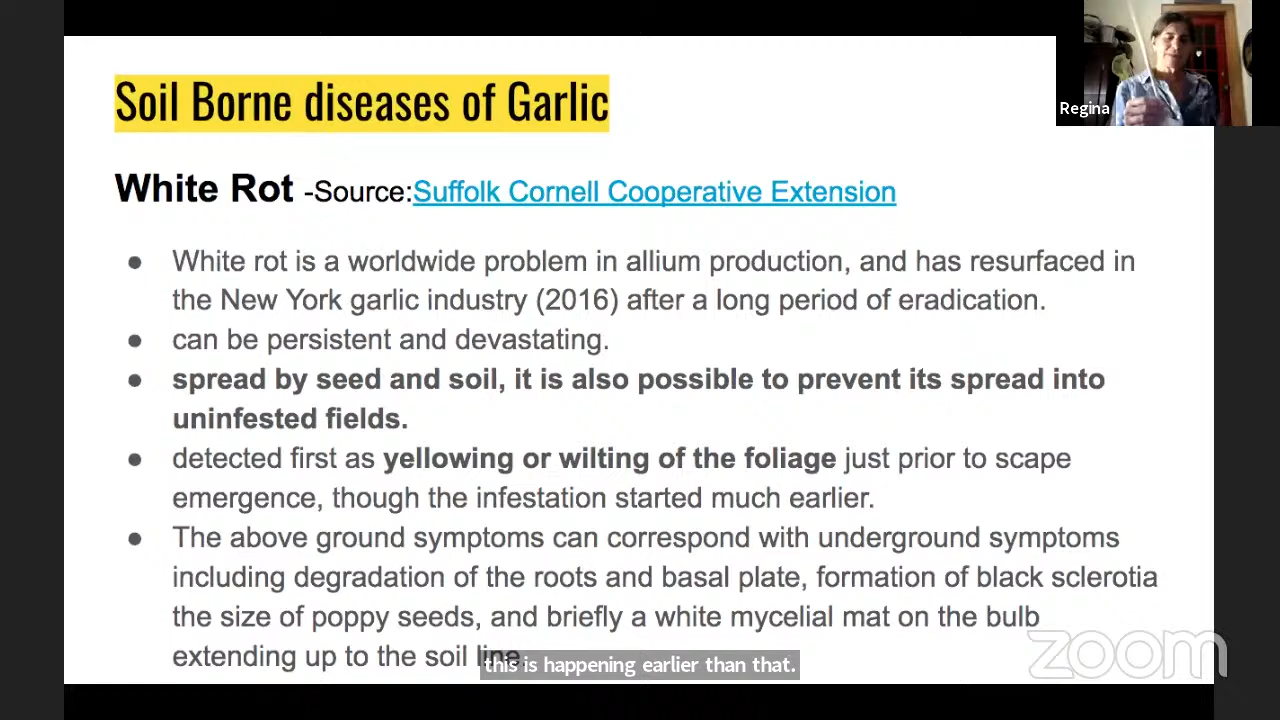 Soil Borne diseases of Garlic
Regina
White Rot -Source:Suffolk Cornell Cooperative Extension
● White rot is a worldwide problem in allium production, and has resurfaced in
the New York garlic industry (2016) after a long period of eradication.
● can be persistent and devastating.
● spread by seed and soil, it is also possible to prevent its spread into
uninfested fields.
● detected first as yellowing or wilting of the foliage just prior to scape
emergence, though the infestation started much earlier.
● The above ground symptoms can correspond with underground symptoms
including degradation of the roots and basal plate, formation of black sclerotia
the size of poppy seeds, and briefly a white mycelial mat on the bulb
extending up to the soil line.
this is happening earlier than that.
zoom